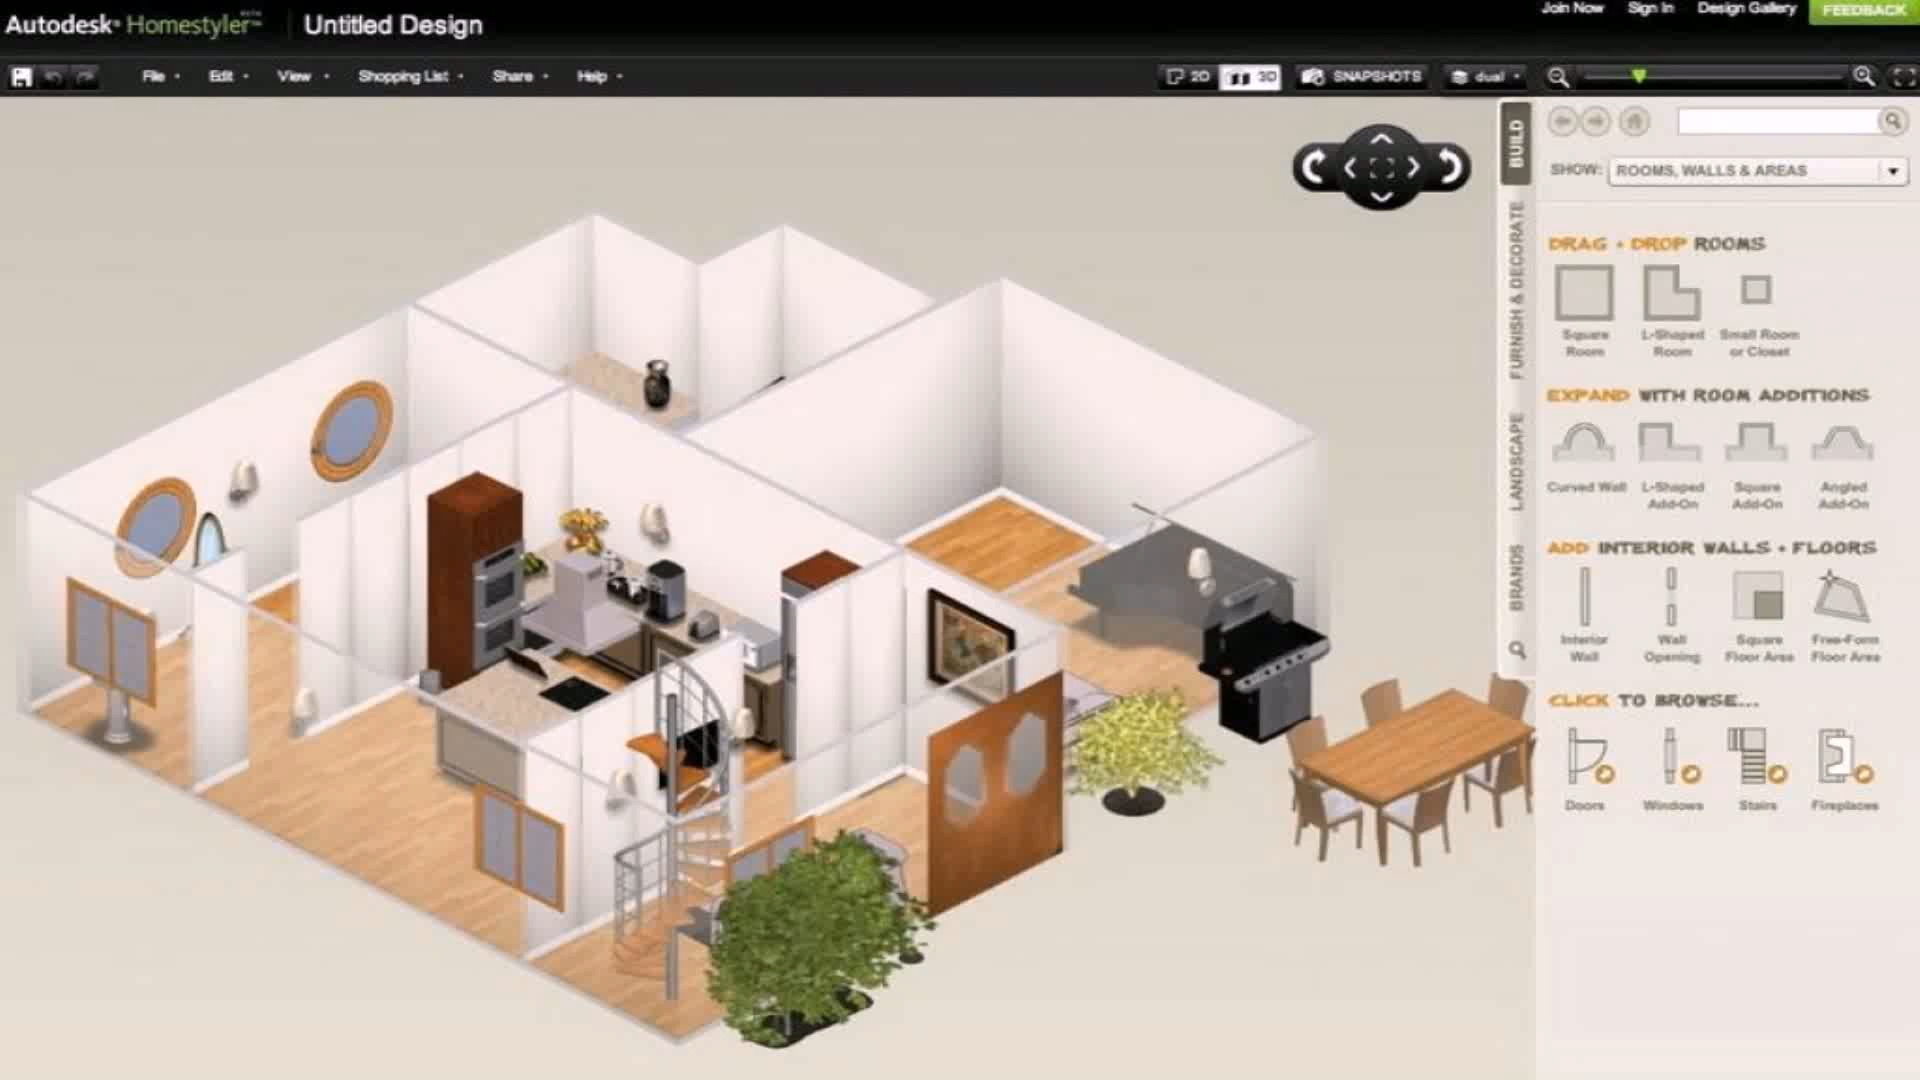 Autodesk® Homestyler™ beta Untitled Design
Join Now Sign In Design Gallery FEEDBACK
File Edit View Shopping List Share Help
2D 3D SNAPSHOTS dual
BUILD
FURNISH & DECORATE
LANDSCAPE
BRANDS
SHOW: ROOMS, WALLS & AREAS
DRAG + DROP ROOMS
Square L-Shaped Small Room
Room Room or Closet
EXPAND WITH ROOM ADDITIONS
Curved Wall L-Shaped Square Angled
Add-On Add-On Add-On
ADD INTERIOR WALLS + FLOORS
Interior Wall Square Free-Form
Wall Opening Floor Area Floor Area
CLICK TO BROWSE...
Doors Windows Stairs Fireplaces